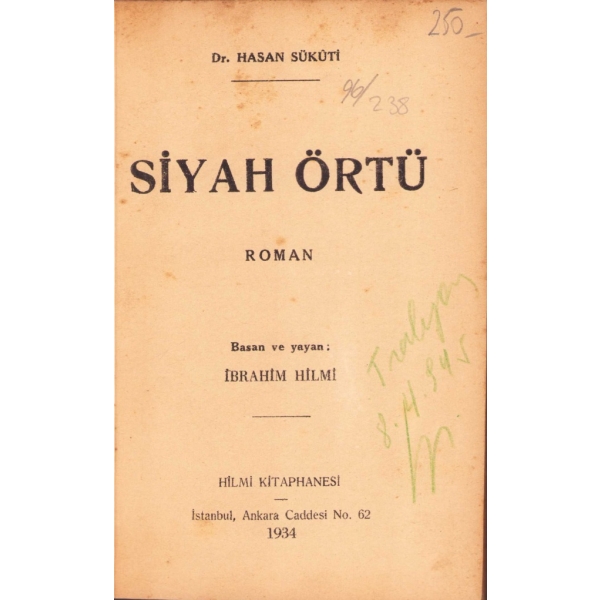 250-
Dr. HASAN SÜKÛTİ
96/238
SİYAH ÖRTÜ
ROMAN
Basan ve yayan:
İBRAHİM HİLMİ
HİLMİ KİTAPHANESİ
İstanbul, Ankara Caddesi No. 62
1934